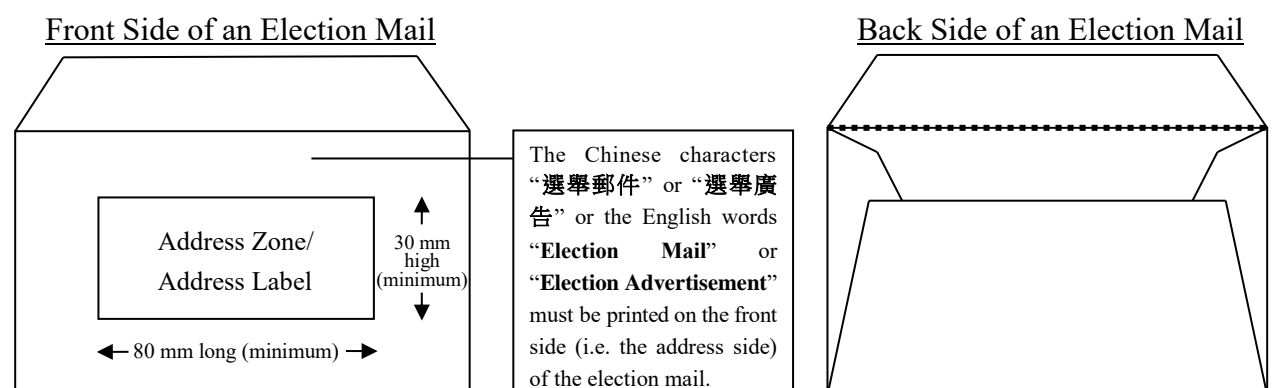 Front Side of an Election Mail
Back Side of an Election Mail
Address Zone/
Address Label
30 mm
high
(minimum)
80 mm long (minimum)
The Chinese characters
“選舉郵件” or “選舉廣
告” or the English words
“Election Mail” or
“Election Advertisement”
must be printed on the front
side (i.e. the address side)
of the election mail.